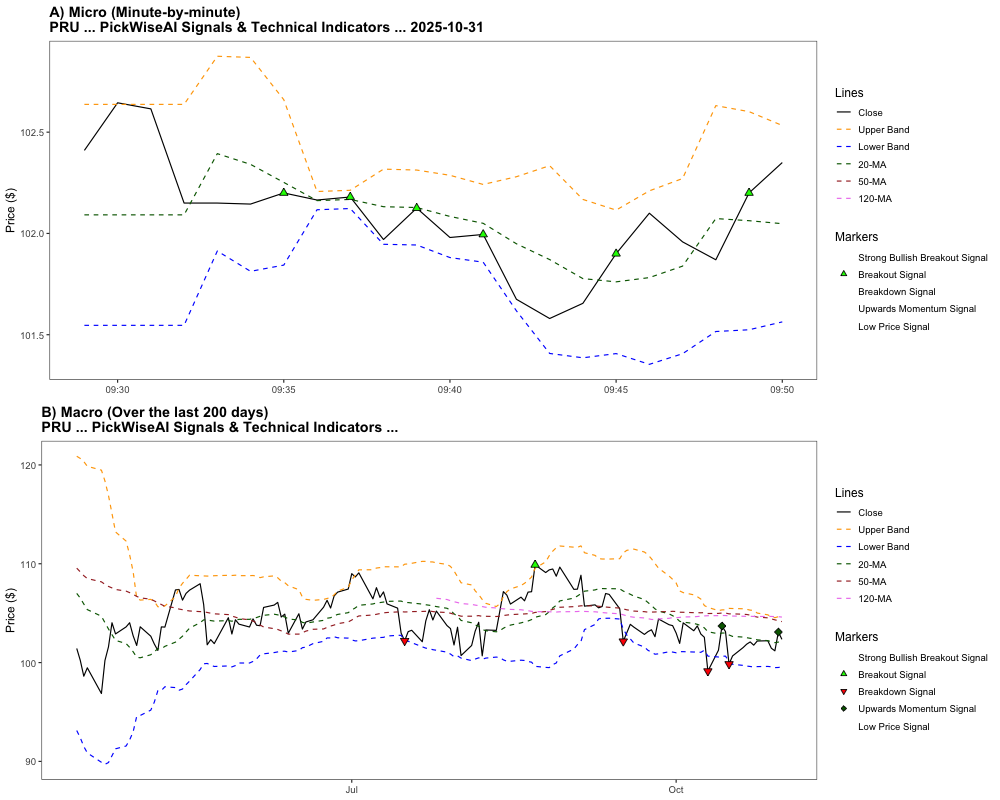 A) Micro (Minute-by-minute)
PRU ... PickWiseAI Signals & Technical Indicators ... 2025-10-31
Price ($)
102.5
102.0
101.5
09:30
09:35
09:40
09:45
09:50
Lines
Close
Upper Band
Lower Band
20-MA
50-MA
120-MA
Markers
Strong Bullish Breakout Signal
Breakout Signal
Breakdown Signal
Upwards Momentum Signal
Low Price Signal
B) Macro (Over the last 200 days)
PRU ... PickWiseAI Signals & Technical Indicators ...
Price ($)
120
110
100
90
Jul
Oct
Lines
Close
Upper Band
Lower Band
20-MA
50-MA
120-MA
Markers
Strong Bullish Breakout Signal
Breakout Signal
Breakdown Signal
Upwards Momentum Signal
Low Price Signal